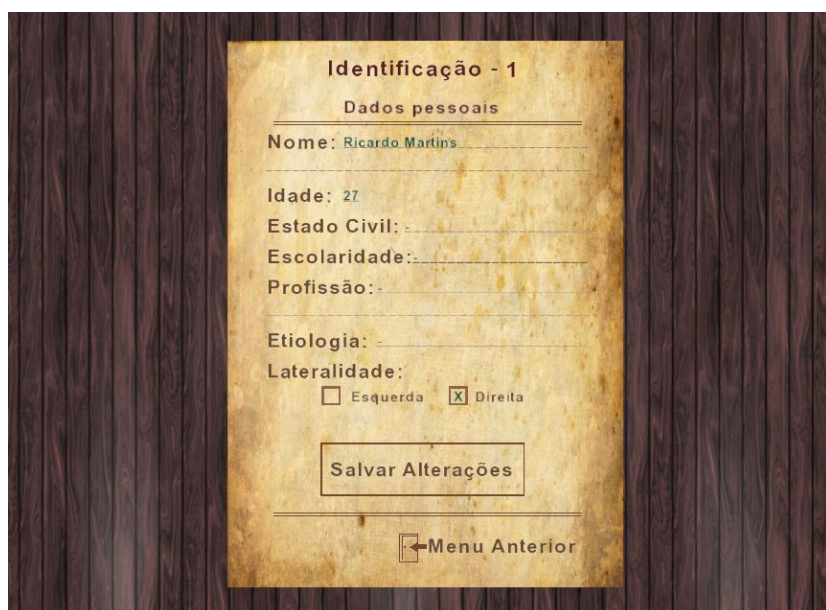 Identificação - 1
Dados pessoais
Nome: Ricardo Martins
Idade: 27
Estado Civil: -
Escolaridade: -
Profissão: -
Etiologia: -
Lateralidade:
Esquerda X Direita
Salvar Alterações
Menu Anterior